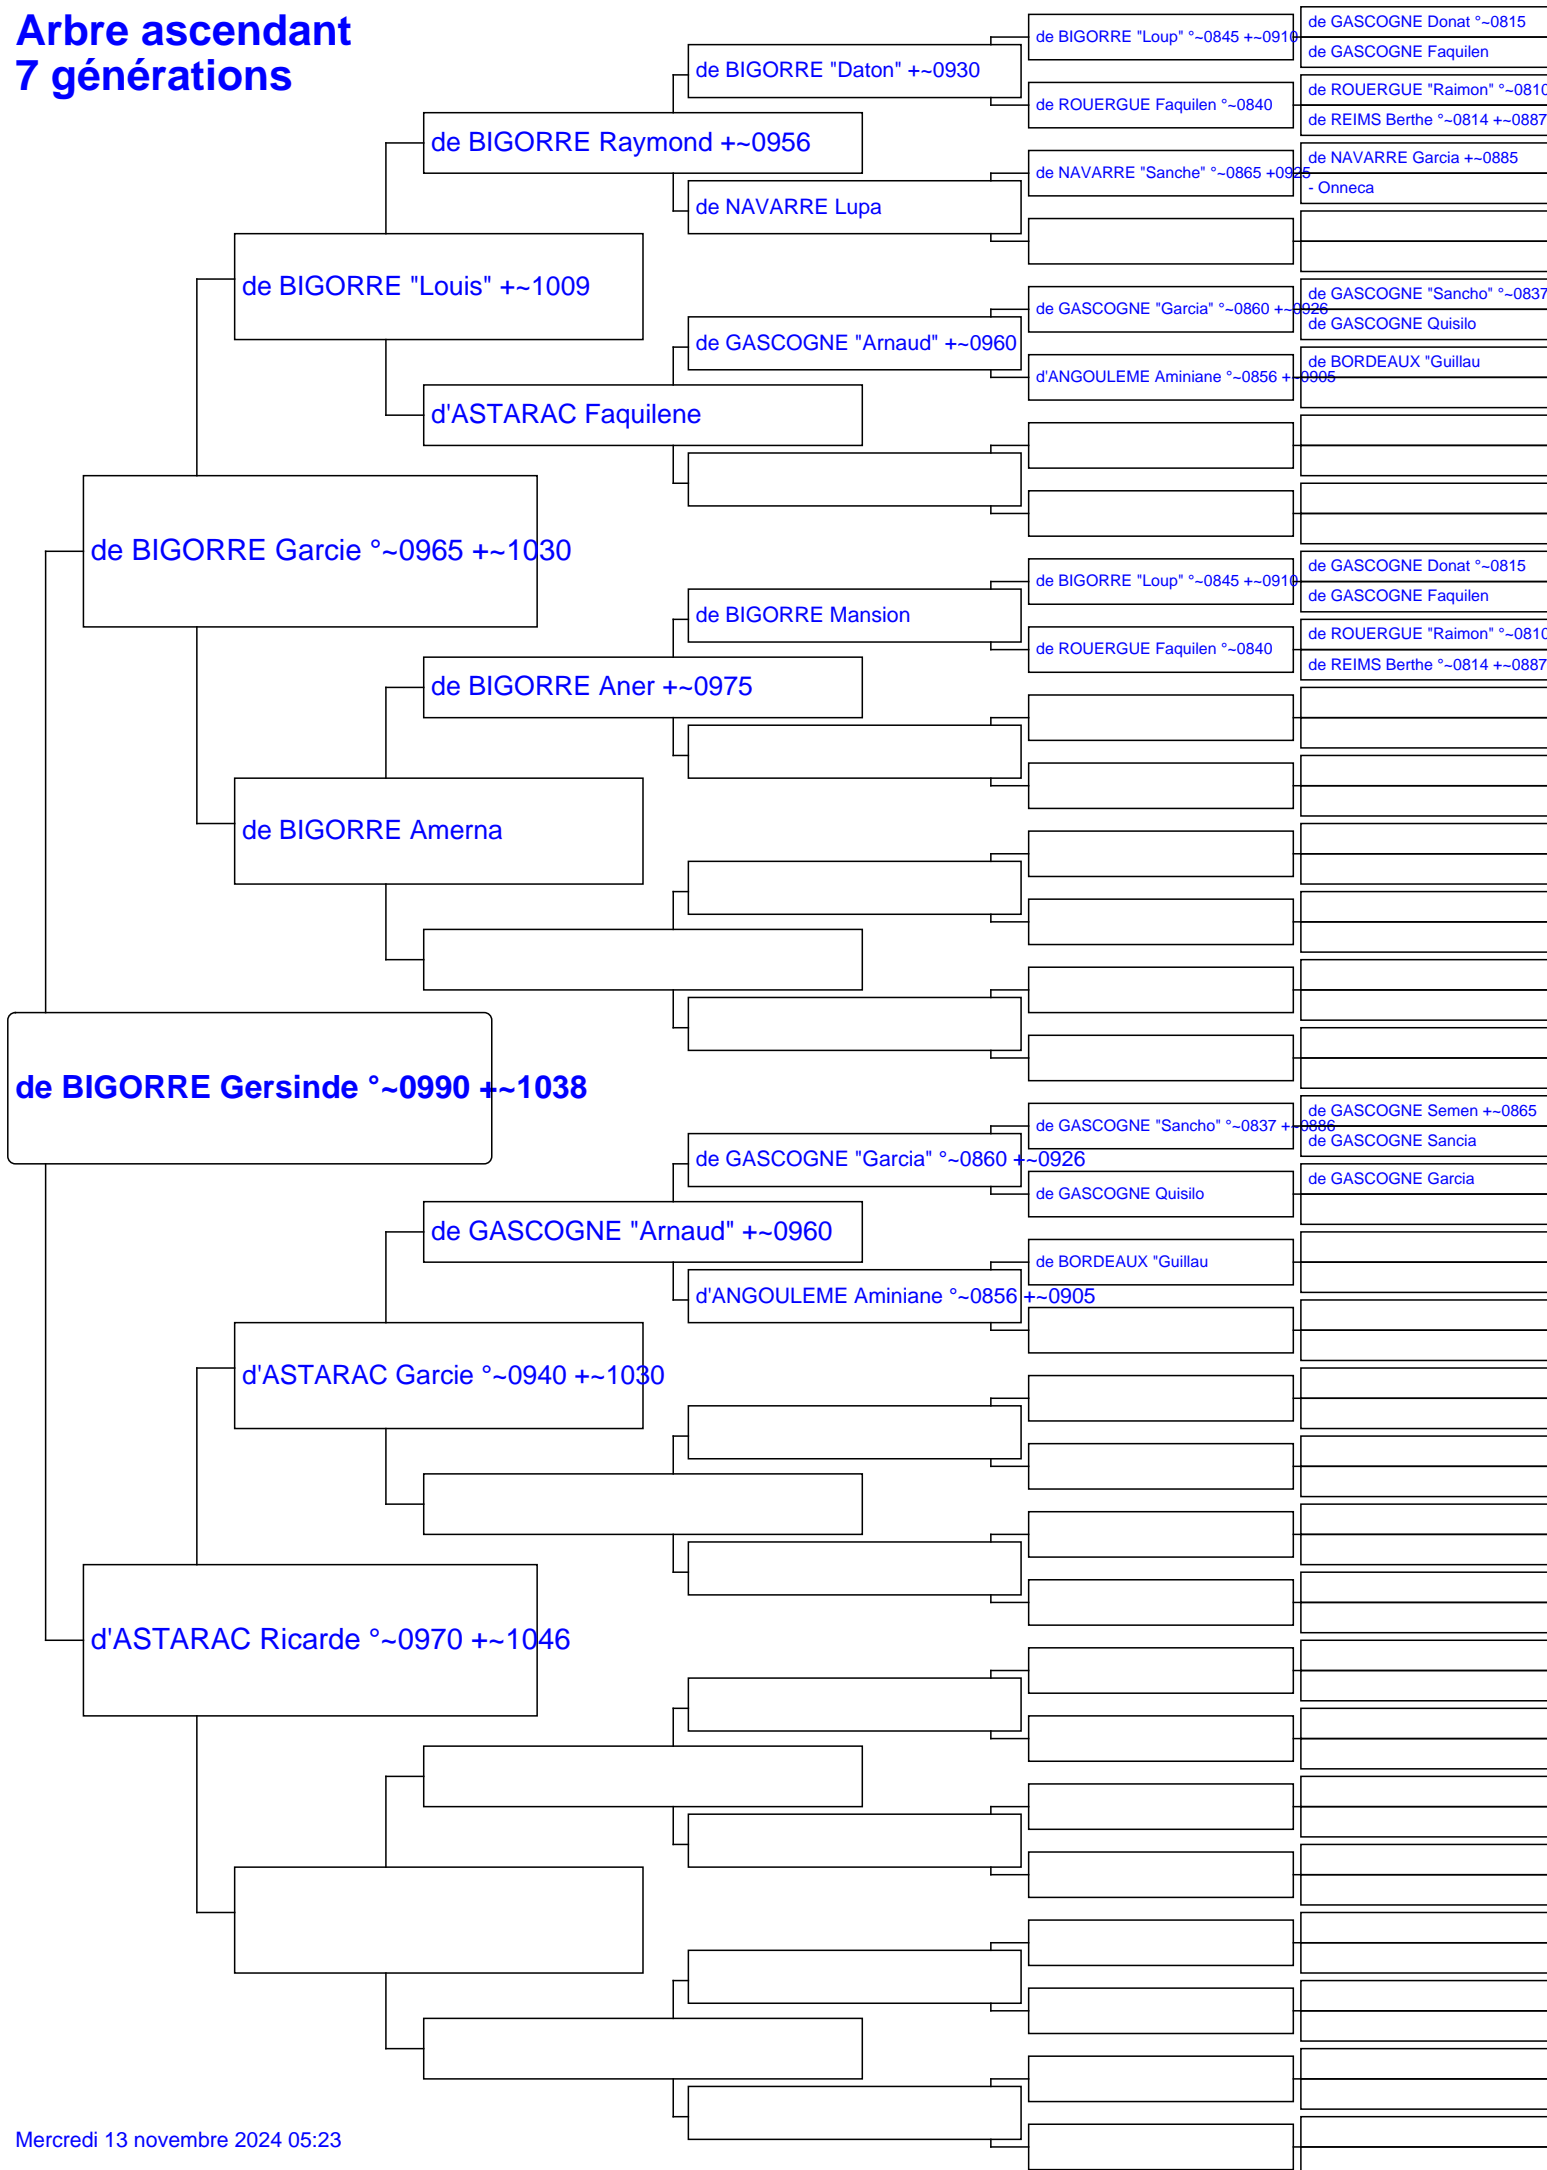 Arbre ascendant
7 générations
de BIGORRE "Loup" °~0845 +~0910
de GASCOGNE Donat °~0815
de GASCOGNE Faquilen
de BIGORRE "Daton" +~0930
de ROUERGUE Faquilen °~0840
de ROUERGUE "Raimon" °~0810
de REIMS Berthe °~0814 +~0887
de BIGORRE Raymond +~0956
de NAVARRE "Sanche" °~0865 +0925
de NAVARRE Garcia +~0885
- Onneca
de NAVARRE Lupa
de BIGORRE "Louis" +~1009
de GASCOGNE "Garcia" °~0860 +~0926
de GASCOGNE "Sancho" °~0837
de GASCOGNE Quisilo
de GASCOGNE "Arnaud" +~0960
d'ANGOULEME Aminiane °~0856 +~0905
de BORDEAUX "Guillau
d'ASTARAC Faquilene
de BIGORRE Garcie °~0965 +~1030
de BIGORRE "Loup" °~0845 +~0910
de GASCOGNE Donat °~0815
de GASCOGNE Faquilen
de BIGORRE Mansion
de ROUERGUE Faquilen °~0840
de ROUERGUE "Raimon" °~0810
de REIMS Berthe °~0814 +~0887
de BIGORRE Aner +~0975
de BIGORRE Amerna
de BIGORRE Gersinde °~0990 +~1038
de GASCOGNE "Sancho" °~0837 +~0886
de GASCOGNE Semen +~0865
de GASCOGNE Sancia
de GASCOGNE "Garcia" °~0860 +~0926
de GASCOGNE Quisilo
de GASCOGNE Garcia
de GASCOGNE "Arnaud" +~0960
de BORDEAUX "Guillau
d'ANGOULEME Aminiane °~0856 +~0905
d'ASTARAC Garcie °~0940 +~1030
d'ASTARAC Ricarde °~0970 +~1046
Mercredi 13 novembre 2024 05:23